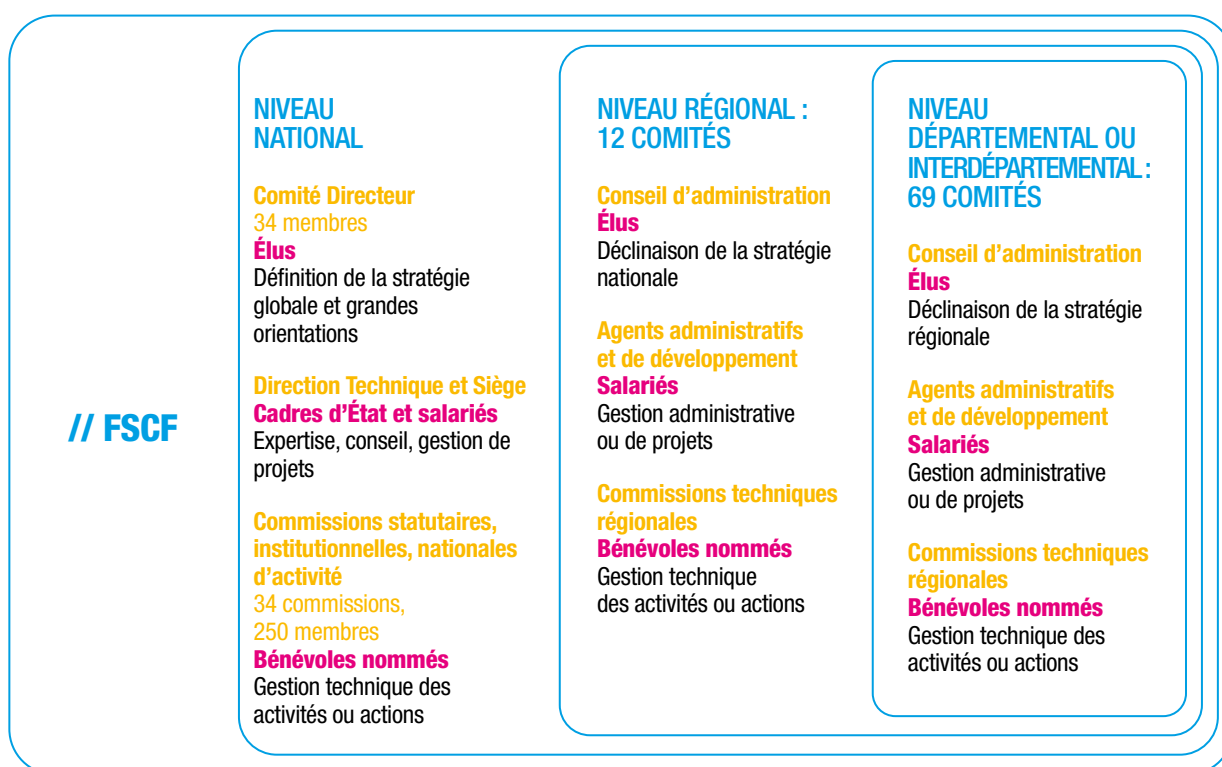 // FSCF
NIVEAU
NATIONAL
Comité Directeur
34 membres
Élus
Définition de la stratégie
globale et grandes
orientations
Direction Technique et Siège
Cadres d’État et salariés
Expertise, conseil, gestion de
projets
Commissions statutaires,
institutionnelles, nationales
d’activité
34 commissions,
250 membres
Bénévoles nommés
Gestion technique des
activités ou actions
NIVEAU RÉGIONAL :
12 COMITÉS
Conseil d’administration
Élus
Déclinaison de la stratégie
nationale
Agents administratifs
et de développement
Salariés
Gestion administrative
ou de projets
Commissions techniques
régionales
Bénévoles nommés
Gestion technique
des activités ou actions
NIVEAU
DÉPARTEMENTAL OU
INTERDÉPARTEMENTAL :
69 COMITÉS
Conseil d’administration
Élus
Déclinaison de la stratégie
régionale
Agents administratifs
et de développement
Salariés
Gestion administrative
ou de projets
Commissions techniques
régionales
Bénévoles nommés
Gestion technique des
activités ou actions